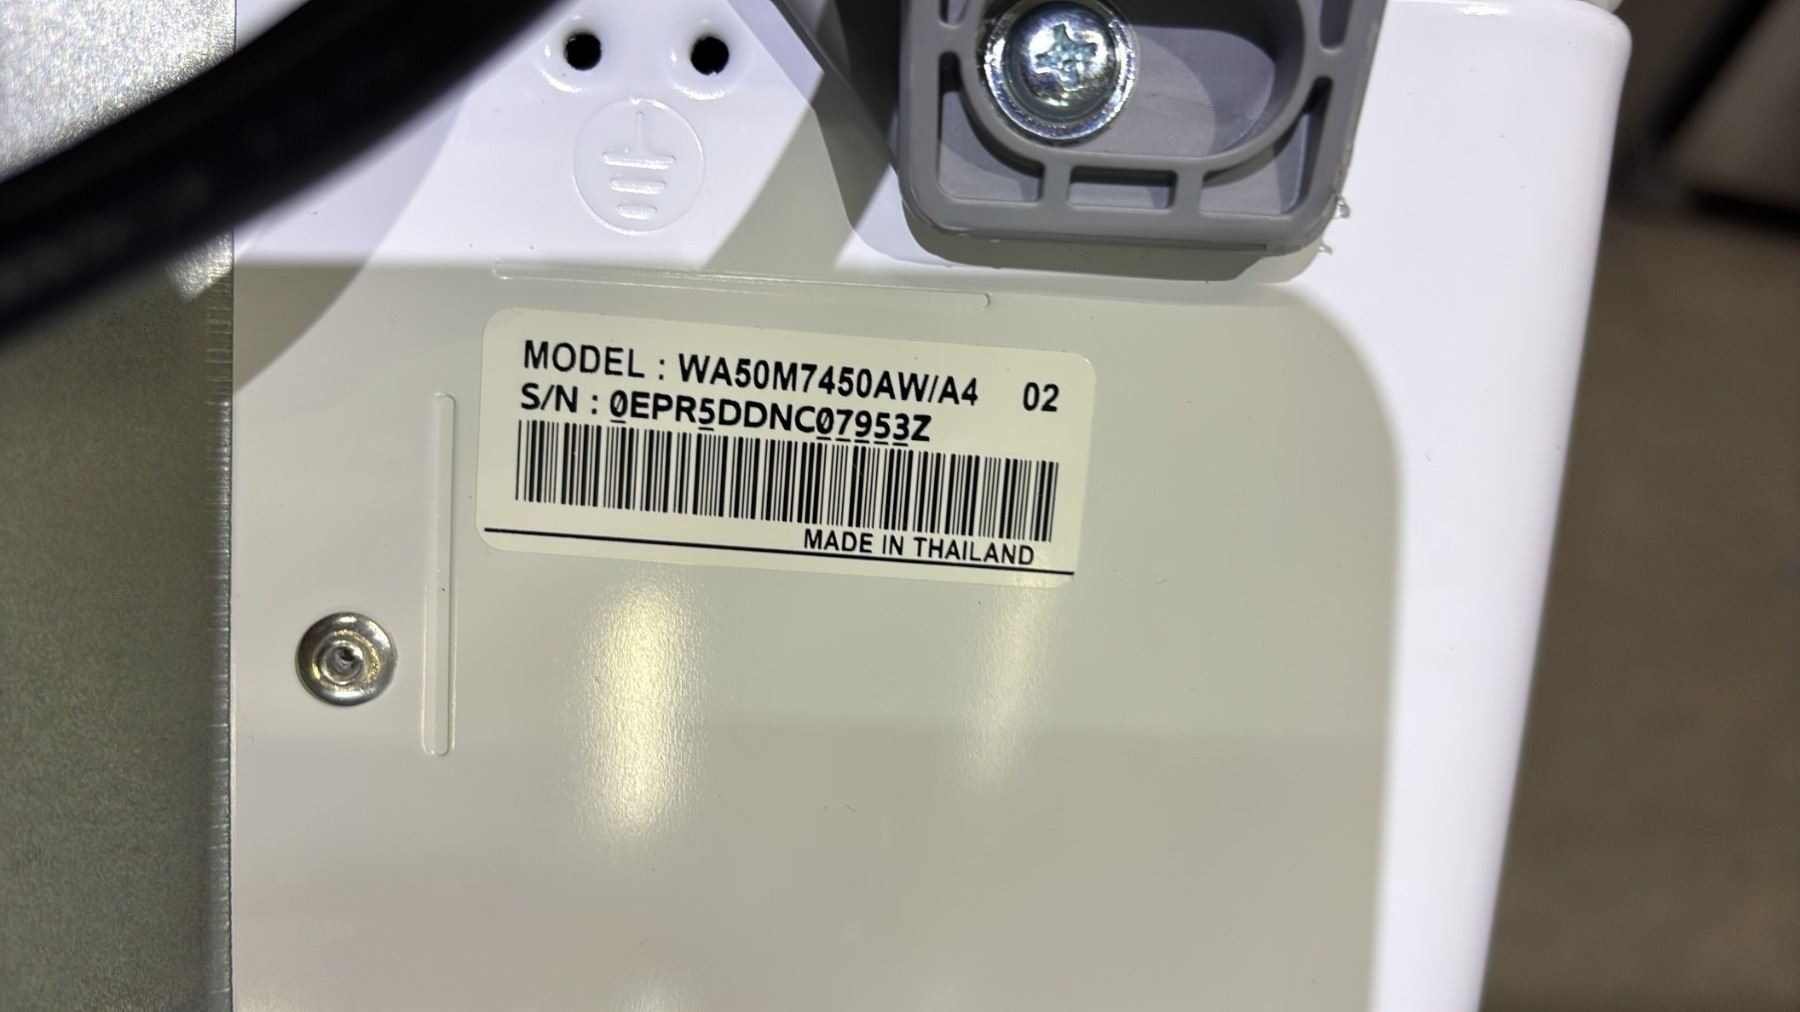 MODEL : WA50M7450AW/A4 02
S/N : 0EPR5DDNC07953Z
MADE IN THAILAND